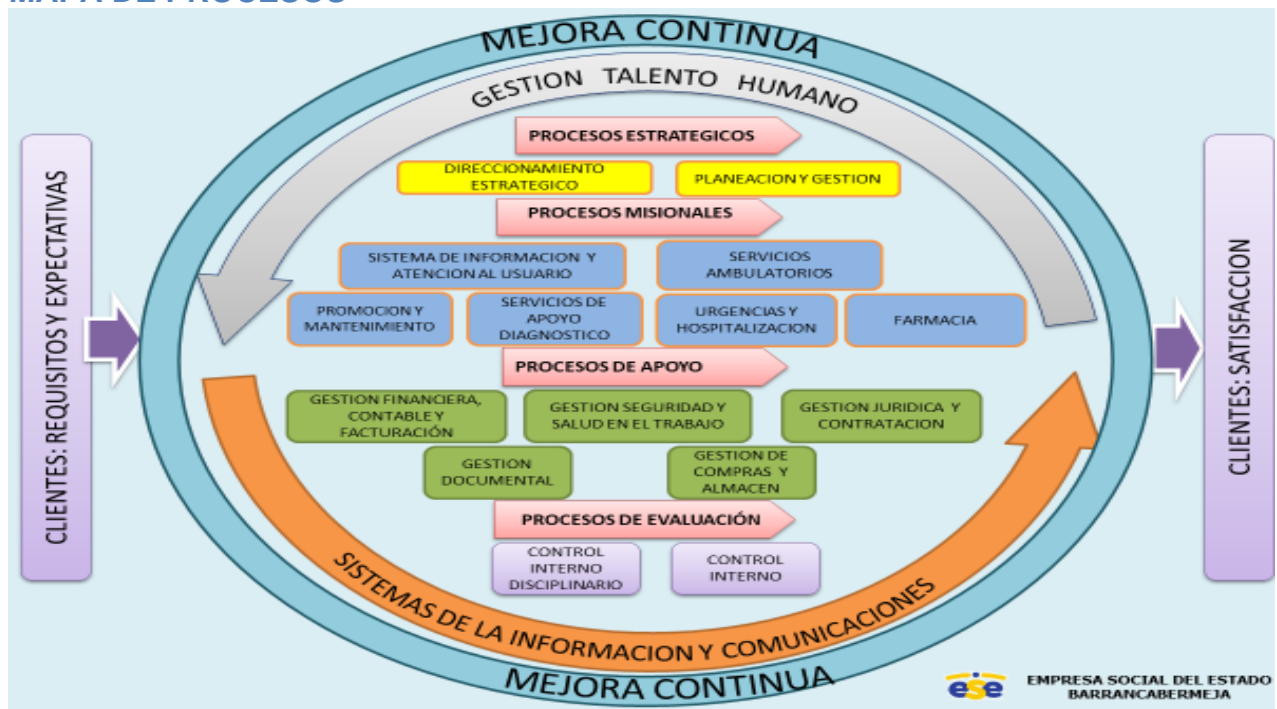 MAPA DE PROCESOS
MEJORA CONTINUA
GESTION TALENTO HUMANO
PROCESOS ESTRATEGICOS
DIRECCIONAMIENTO
ESTRATEGICO
PLANEACION Y GESTION
PROCESOS MISIONALES
SISTEMA DE INFORMACION Y
ATENCION AL USUARIO
SERVICIOS
AMBULATORIOS
PROMOCION Y
MANTENIMIENTO
SERVICIOS DE
APOYO
DIAGNOSTICO
URGENCIAS Y
HOSPITALIZACION
FARMACIA
PROCESOS DE APOYO
GESTION FINANCIERA,
CONTABLE Y
FACTURACIÓN
GESTION SEGURIDAD Y
SALUD EN EL TRABAJO
GESTION JURIDICA Y
CONTRATACION
GESTION
DOCUMENTAL
GESTION DE
COMPRAS Y
ALMACEN
PROCESOS DE EVALUACIÓN
CONTROL
INTERNO
DISCIPLINARIO
CONTROL
INTERNO
SISTEMAS DE LA INFORMACION Y COMUNICACIONES
MEJORA CONTINUA
CLIENTES: REQUISITOS Y EXPECTATIVAS
CLIENTES: SATISFACCION
ese
EMPRESA SOCIAL DEL ESTADO
BARRANCABERMEJA